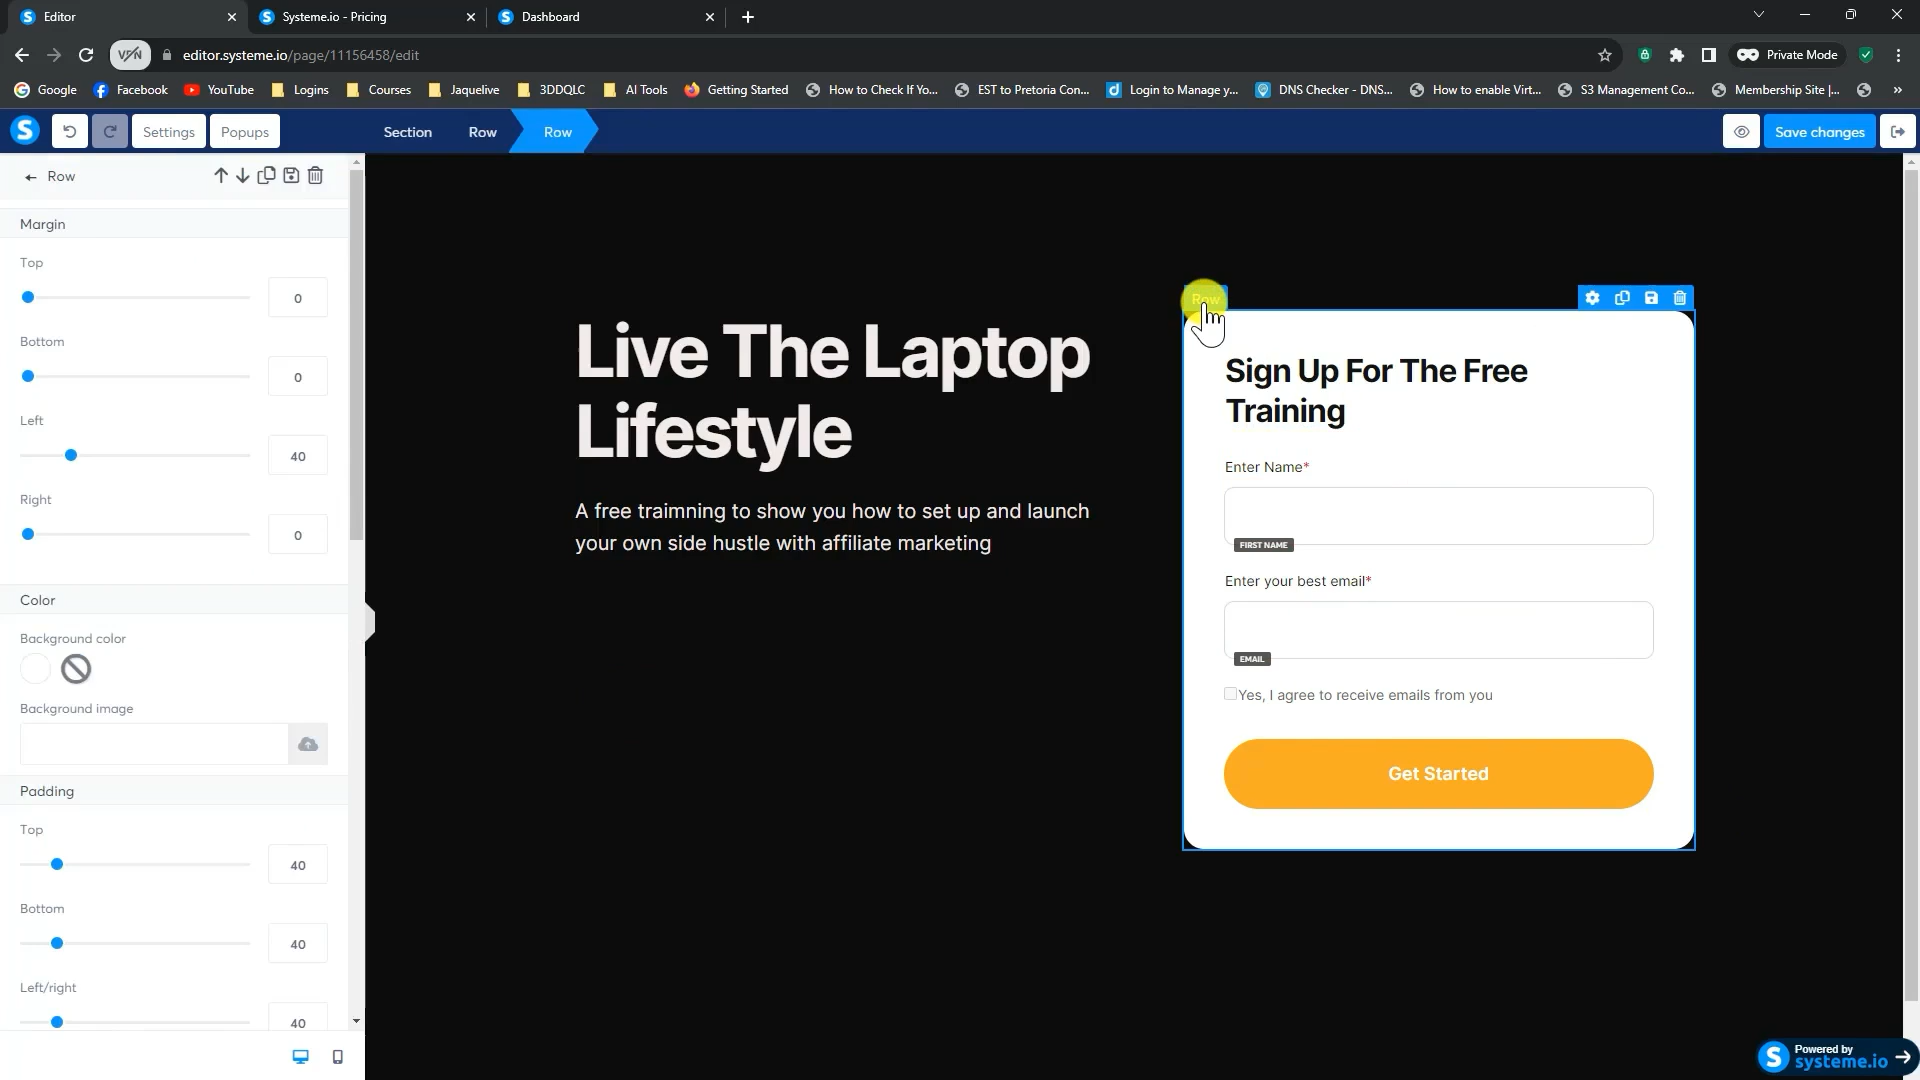 Editor
Systeme.io - Pricing
Dashboard
VPN
editor.systeme.io/page/11156458/edit
Private Mode
Google
Facebook
YouTube
Logins
Courses
Jaquelive
3DDQLC
AI Tools
Getting Started
How to Check If Yo...
EST to Pretoria Con...
Login to Manage y...
DNS Checker - DNS...
How to enable Virt...
S3 Management Co...
Membership Site |...
Settings
Popups
Section
Row
Row
Save changes
Row
Margin
Top
0
Bottom
0
Left
40
Right
0
Color
Background color
Background image
Padding
Top
40
Bottom
40
Left/right
40
Live The Laptop
Lifestyle
A free traimning to show you how to set up and launch
your own side hustle with affiliate marketing
Row
Sign Up For The Free
Training
Enter Name*
FIRST NAME
Enter your best email*
EMAIL
Yes, I agree to receive emails from you
Get Started
Powered by
systeme.io